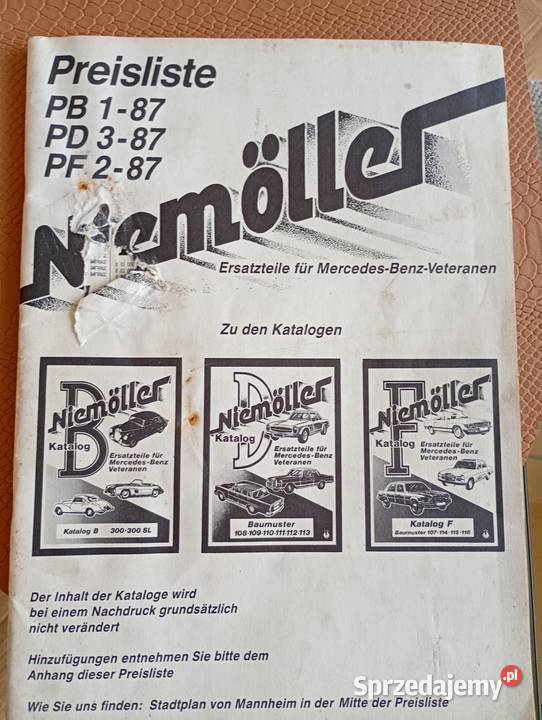 Preisliste
PB 1-87
PD 3-87
PF 2-87
Niemöller
Ersatzteile für Mercedes-Benz-Veteranen
Zu den Katalogen
B
Niemöller
Katalog
Ersatzteile für
Mercedes-Benz
Veteranen
Katalog B 300-300 SL
D
Niemöller
Katalog
Ersatzteile für
Mercedes-Benz
Veteranen
Baumuster
108-109-110-111-112-113
F
Niemöller
Katalog
Ersatzteile für
Mercedes-Benz
Veteranen
Katalog F
Baumuster 107-114-115-116
Der Inhalt der Kataloge wird
bei einem Nachdruck grundsätzlich
nicht verändert
Hinzufügungen entnehmen Sie bitte dem
Anhang dieser Preisliste
Wie Sie uns finden: Stadtplan von Mannheim in der Mitte der Preisliste
Sprzedajemy.pl